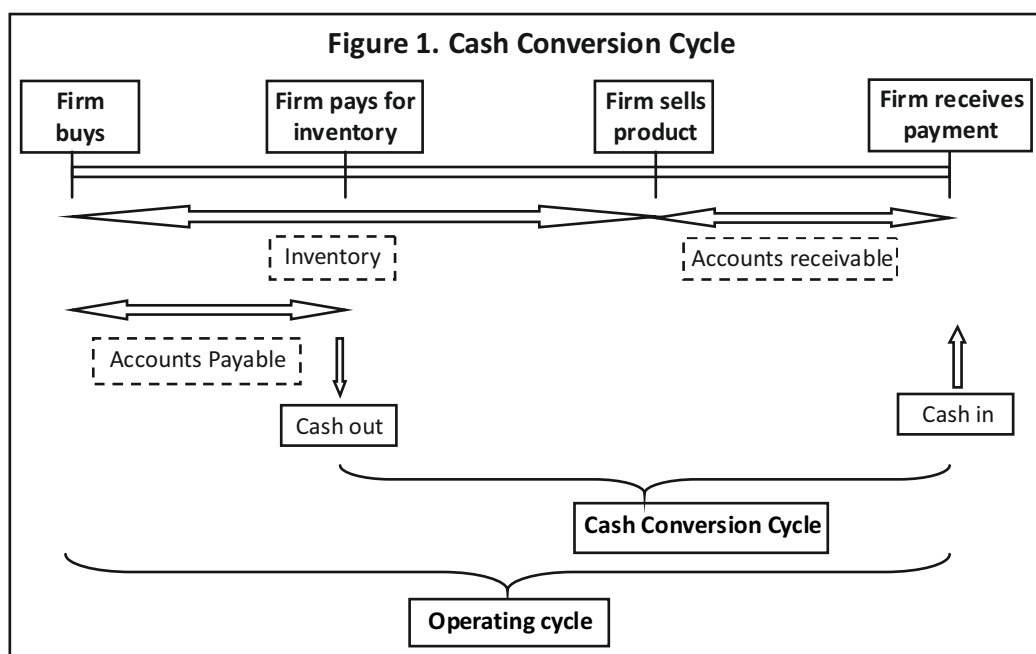 Figure 1. Cash Conversion Cycle
Firm
buys
Firm pays for
inventory
Firm sells
product
Firm receives
payment
Inventory
Accounts receivable
Accounts Payable
Cash out
Cash in
Cash Conversion Cycle
Operating cycle